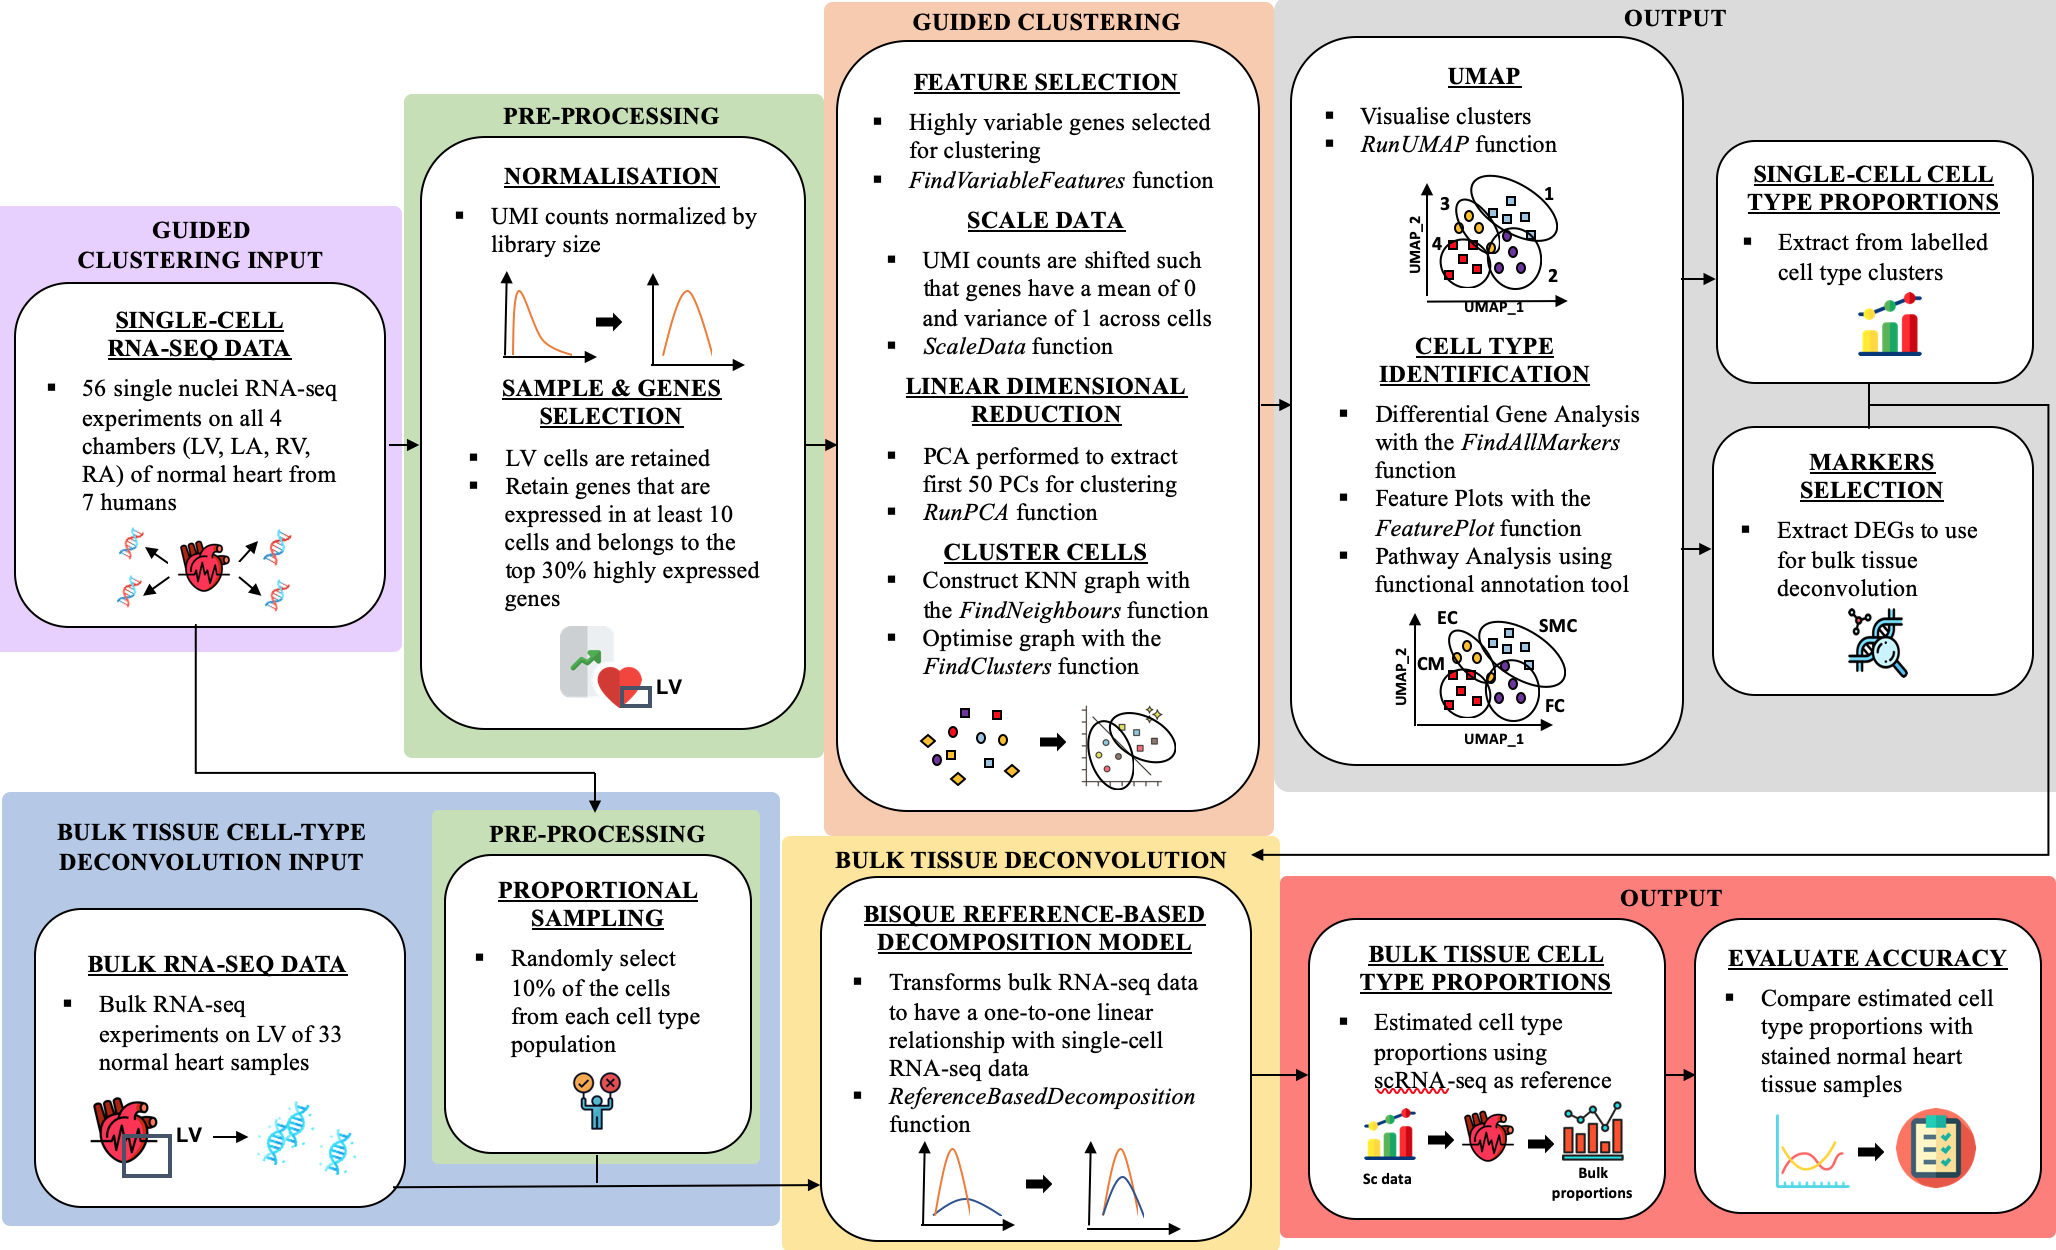 GUIDED
CLUSTERING INPUT
SINGLE-CELL
RNA-SEQ DATA
▪ 56 single nuclei RNA-seq
experiments on all 4
chambers (LV, LA, RV,
RA) of normal heart from
7 humans
PRE-PROCESSING
NORMALISATION
▪ UMI counts normalized by
library size
SAMPLE & GENES
SELECTION
▪ LV cells are retained
▪ Retain genes that are
expressed in at least 10
cells and belongs to the
top 30% highly expressed
genes
LV
GUIDED CLUSTERING
FEATURE SELECTION
▪ Highly variable genes selected
for clustering
▪ FindVariableFeatures function
SCALE DATA
▪ UMI counts are shifted such
that genes have a mean of 0
and variance of 1 across cells
▪ ScaleData function
LINEAR DIMENSIONAL
REDUCTION
▪ PCA performed to extract
first 50 PCs for clustering
▪ RunPCA function
CLUSTER CELLS
▪ Construct KNN graph with
the FindNeighbours function
▪ Optimise graph with the
FindClusters function
OUTPUT
UMAP
▪ Visualise clusters
▪ RunUMAP function
1
3
4
2
UMAP_2
UMAP_1
CELL TYPE
IDENTIFICATION
▪ Differential Gene Analysis
with the FindAllMarkers
function
▪ Feature Plots with the
FeaturePlot function
▪ Pathway Analysis using
functional annotation tool
EC
SMC
CM
FC
UMAP_2
UMAP_1
SINGLE-CELL CELL
TYPE PROPORTIONS
▪ Extract from labelled
cell type clusters
MARKERS
SELECTION
▪ Extract DEGs to use
for bulk tissue
deconvolution
BULK TISSUE CELL-TYPE
DECONVOLUTION INPUT
BULK RNA-SEQ DATA
▪ Bulk RNA-seq
experiments on LV of 33
normal heart samples
LV
PRE-PROCESSING
PROPORTIONAL
SAMPLING
▪ Randomly select
10% of the cells
from each cell type
population
BULK TISSUE DECONVOLUTION
BISQUE REFERENCE-BASED
DECOMPOSITION MODEL
▪ Transforms bulk RNA-seq data
to have a one-to-one linear
relationship with single-cell
RNA-seq data
▪ ReferenceBasedDecomposition
function
OUTPUT
BULK TISSUE CELL
TYPE PROPORTIONS
▪ Estimated cell type
proportions using
scRNA-seq as reference
Sc data
Bulk
proportions
EVALUATE ACCURACY
▪ Compare estimated cell
type proportions with
stained normal heart
tissue samples